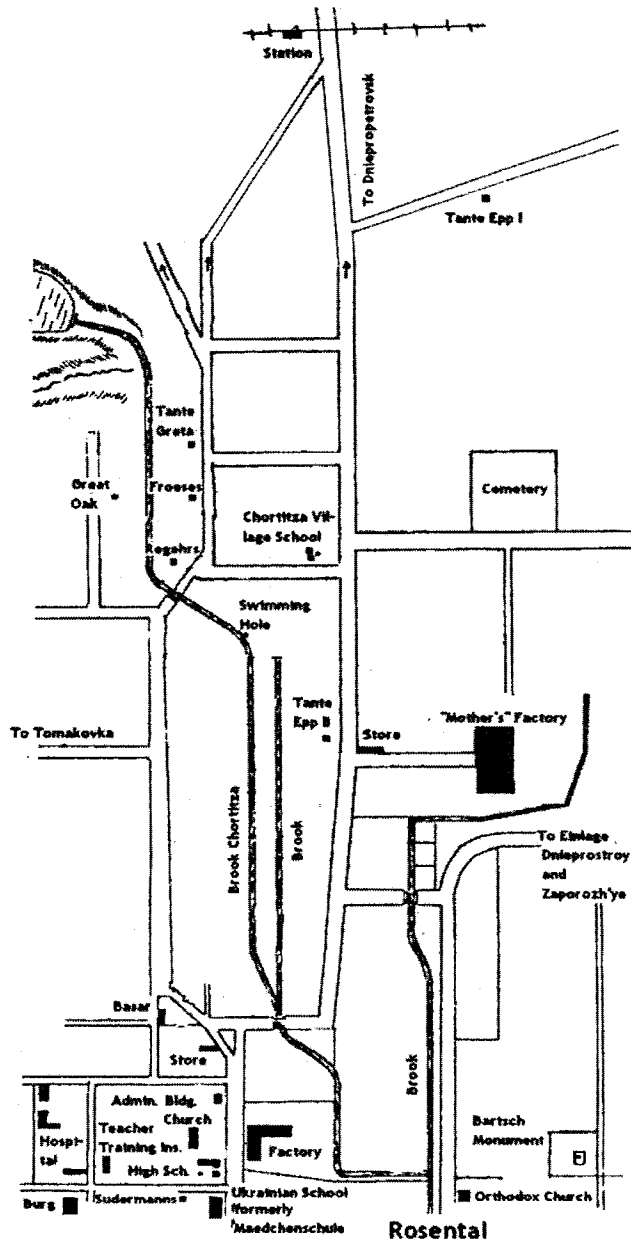 Station
To Dniepropetrovsk
Tante Epp I
Tante
Greta
Great
Oak
Froeses
Cemetery
Chortitza Vil-
lage School
Regahrs
Swimming
Hole
Tante
Epp II
To Tomakovka
Store
"Mother's" Factory
Brook Chortitza
Brook
To Einlage
Dnieprostroy
and
Zaporozh'ye
Basar
Store
Brook
Admin. Bldg.
Church
Teacher
Training Ins.
High Sch.
Hospi-
tal
Factory
Bartsch
Monument
Burg
Sudermanns
Ukrainian School
formerly
Maedchenschule
Orthodox Church
Rosental